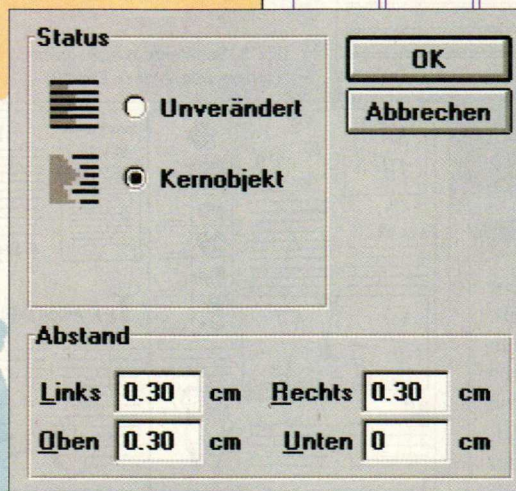 Status
OK
Unverändert
Abbrechen
Kernobjekt
Abstand
Links 0.30 cm Rechts 0.30 cm
Oben 0.30 cm Unten 0 cm